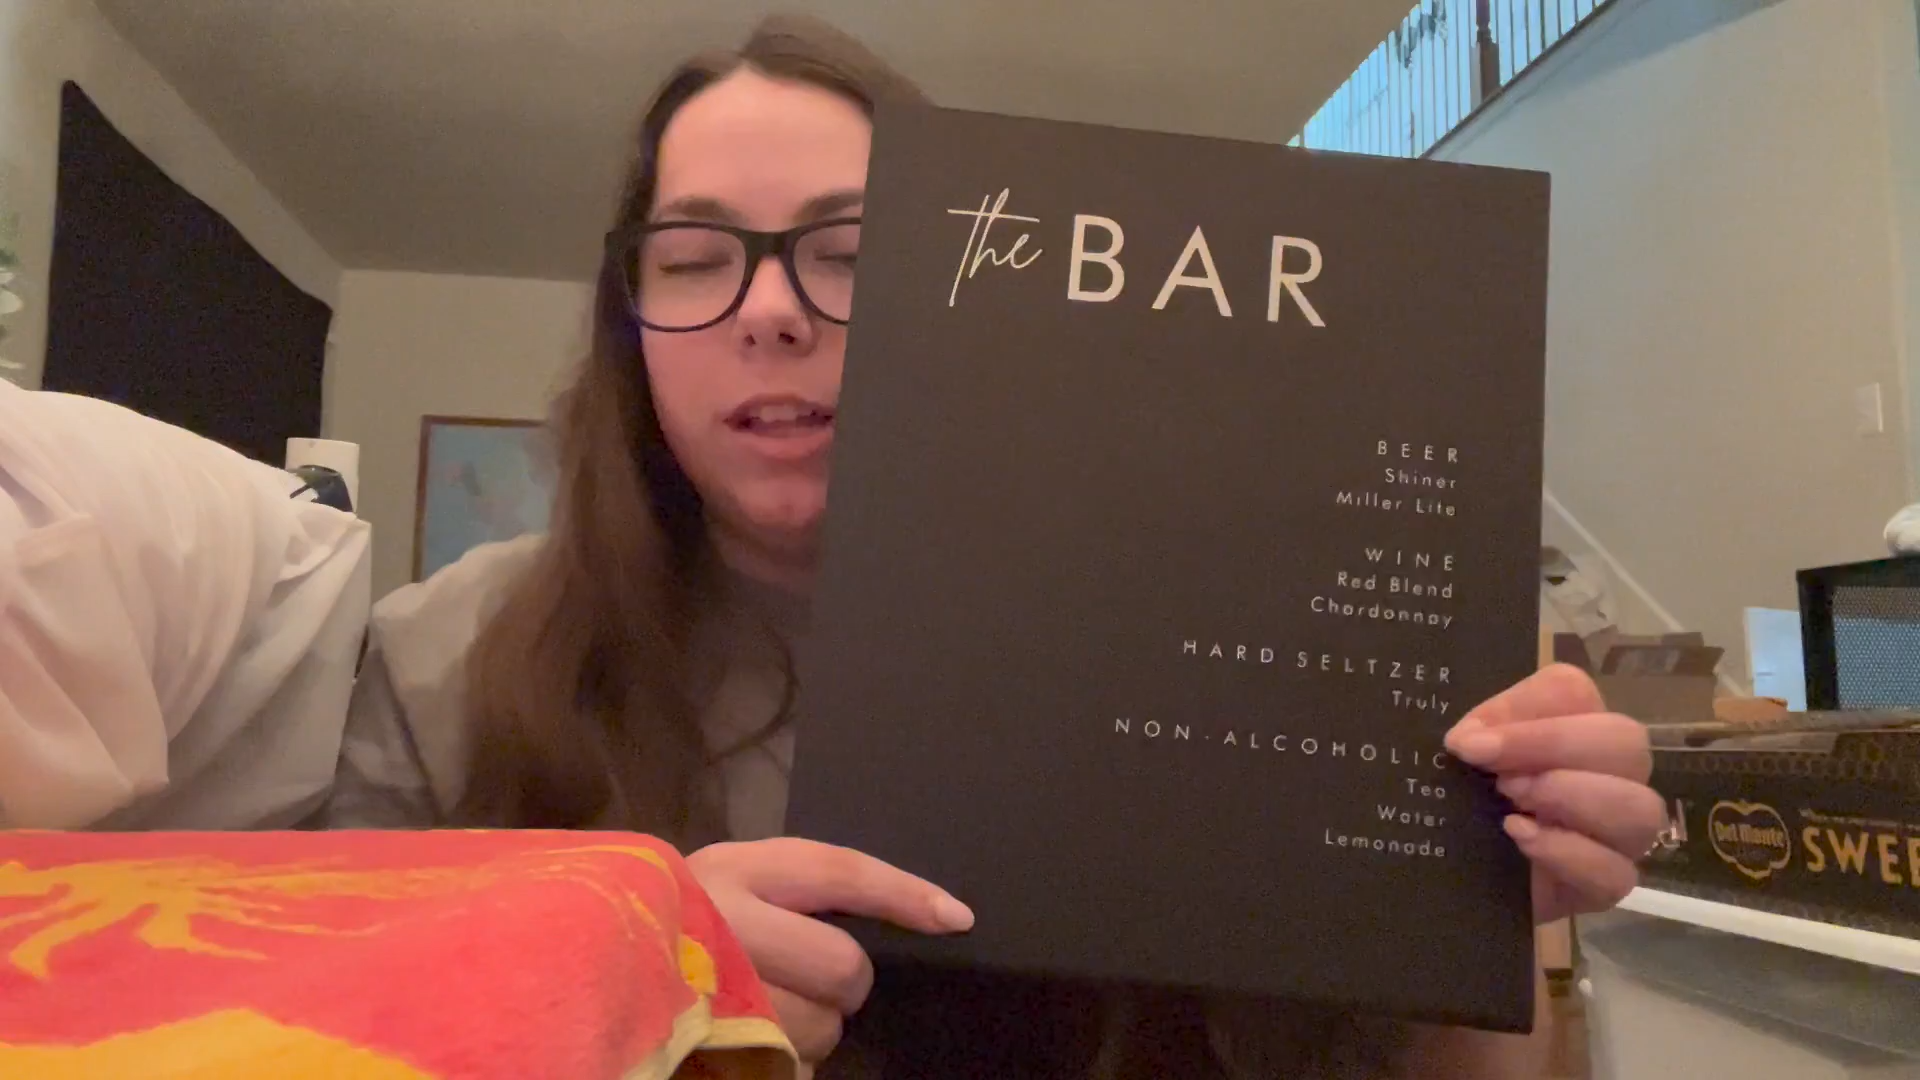 the BAR
BEER
Shiner
Miller Lite
WINE
Red Blend
Chardonnay
HARD SELTZER
Truly
NON-ALCOHOLIC
Tea
Water
Lemonade
Del Monte
SWEE